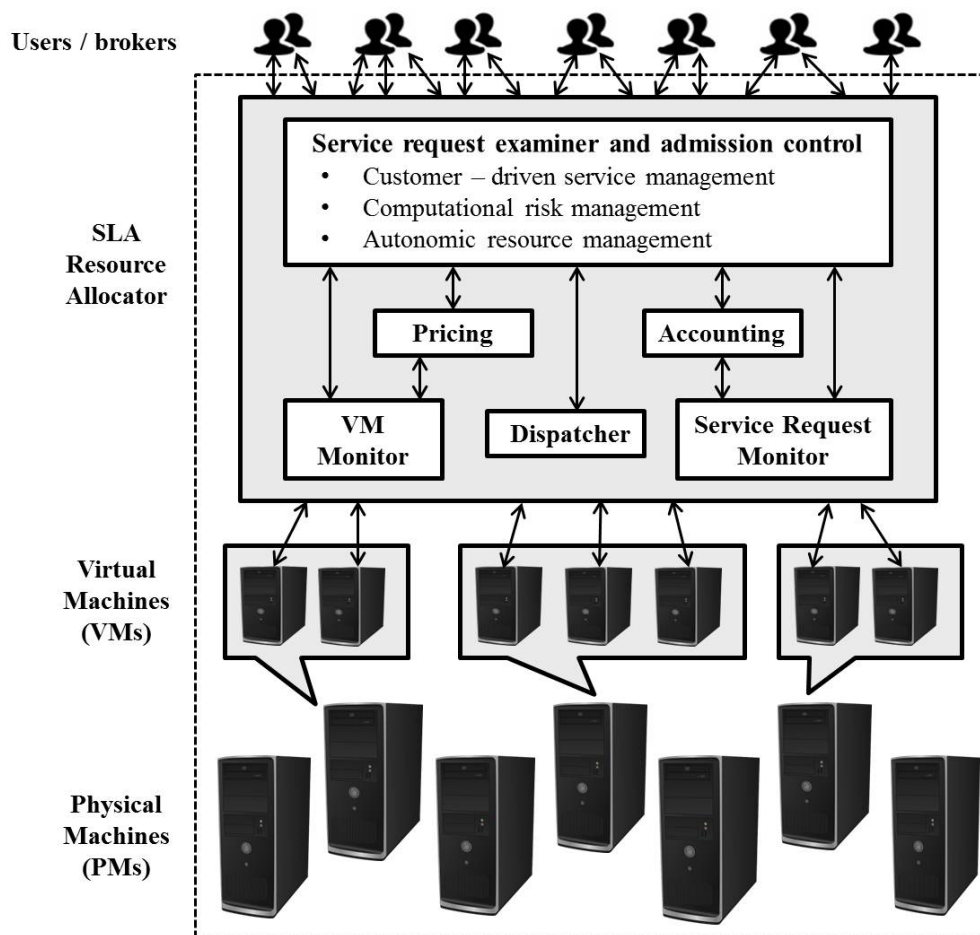 Users / brokers
Service request examiner and admission control
• Customer – driven service management
• Computational risk management
• Autonomic resource management
SLA
Resource
Allocator
Pricing
Accounting
VM
Monitor
Dispatcher
Service Request
Monitor
Virtual
Machines
(VMs)
Physical
Machines
(PMs)